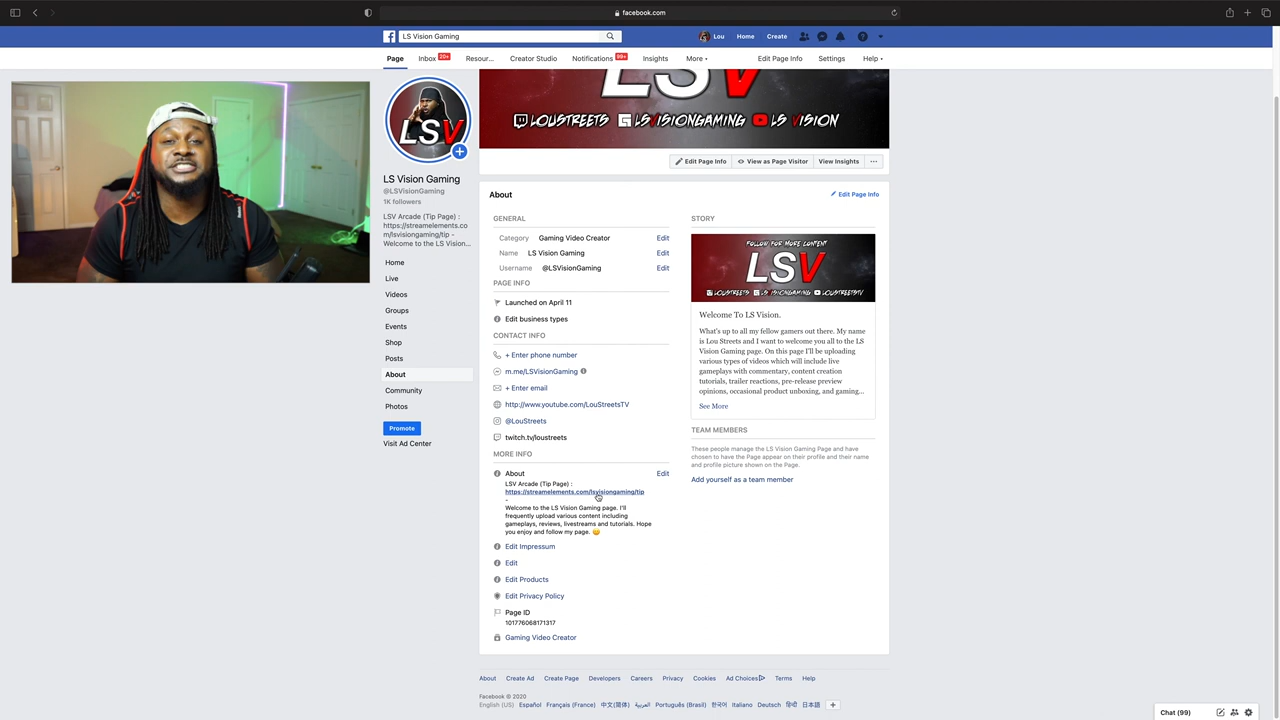 facebook.com
LS Vision Gaming
Lou
Home
Create
Page
Inbox
20+
Resour...
Creator Studio
Notifications
99+
Insights
More
Edit Page Info
Settings
Help
LSV
LOUSTREETS
LSVISIONGAMING
LS VISION
LSV
Edit Page Info
View as Page Visitor
View Insights
LS Vision Gaming
@LSVisionGaming
1K followers
LSV Arcade (Tip Page) :
https://streamelements.co
m/lsvisiongaming/tip -
Welcome to the LS Vision...
Home
Live
Videos
Groups
Events
Shop
Posts
About
Community
Photos
Promote
Visit Ad Center
About
Edit Page Info
GENERAL
Category Gaming Video Creator Edit
Name LS Vision Gaming Edit
Username @LSVisionGaming Edit
PAGE INFO
Launched on April 11
Edit business types
CONTACT INFO
+ Enter phone number
m.me/LSVisionGaming
+ Enter email
http://www.youtube.com/LouStreetsTV
@LouStreets
twitch.tv/loustreets
MORE INFO
About Edit
LSV Arcade (Tip Page) :
https://streamelements.com/lsvisiongaming/tip
-
Welcome to the LS Vision Gaming page. I'll
frequently upload various content including
gameplays, reviews, livestreams and tutorials. Hope
you enjoy and follow my page. 😀
Edit Impressum
Edit
Edit Products
Edit Privacy Policy
Page ID
101776068171317
Gaming Video Creator
STORY
FOLLOW FOR MORE CONTENT
LSV
LOUSTREETS
LSVISIONGAMING
LOUSTREETSTV
Welcome To LS Vision.
What's up to all my fellow gamers out there. My name
is Lou Streets and I want to welcome you all to the LS
Vision Gaming page. On this page I'll be uploading
various types of videos which will include live
gameplays with commentary, content creation
tutorials, trailer reactions, pre-release preview
opinions, occasional product unboxing, and gaming...
See More
TEAM MEMBERS
These people manage the LS Vision Gaming Page and have
chosen to have the Page appear on their profile and their name
and profile picture shown on the Page.
Add yourself as a team member
About
Create Ad
Create Page
Developers
Careers
Privacy
Cookies
Ad Choices
Terms
Help
Facebook © 2020
English (US)
Español
Français (France)
中文(简体)
العربية
Português (Brasil)
한국어
Italiano
Deutsch
हिन्दी
日本語
Chat (99)